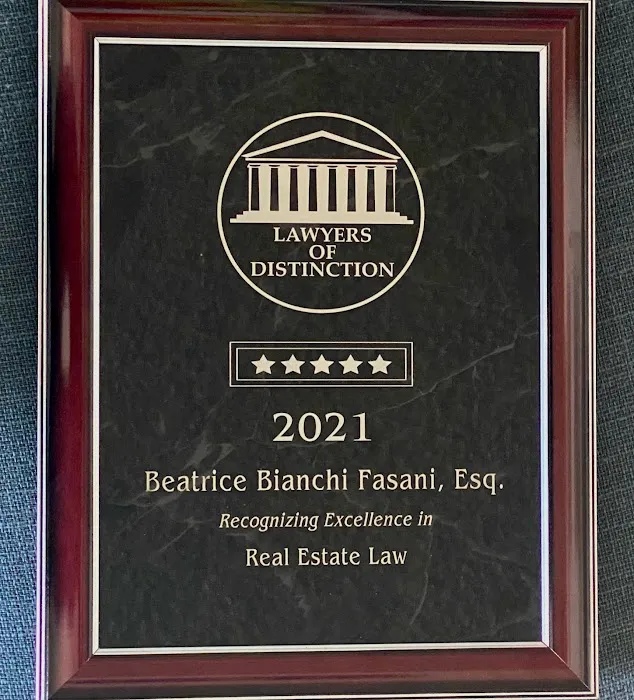 LAWYERS
OF
DISTINCTION
2021
Beatrice Bianchi Fasani, Esq.
Recognizing Excellence in
Real Estate Law